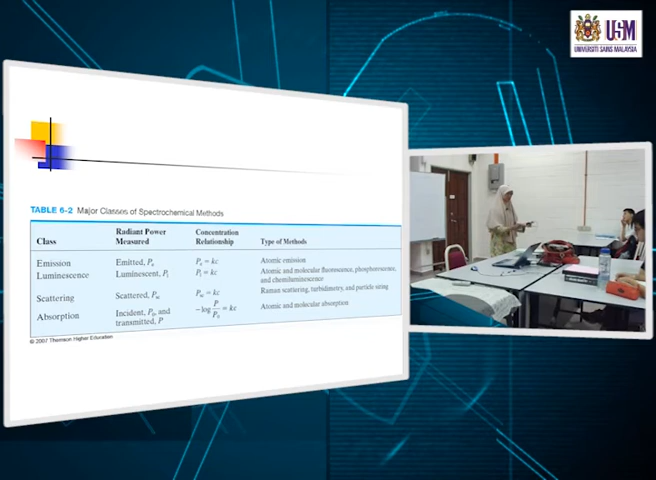 USM
UNIVERSITI SAINS MALAYSIA
TABLE 6-2 Major Classes of Spectrochemical Methods
Class Radiant Power Measured Concentration Relationship Type of Methods
Emission Emitted, Pe Pe = kc Atomic emission
Luminescence Luminescent, Pl Pl = kc Atomic and molecular fluorescence, phosphorescence, and chemiluminescence
Scattering Scattered, Psc Psc = kc Raman scattering, turbidimetry, and particle sizing
Absorption Incident, P0, and transmitted, P −log P/P0 = kc Atomic and molecular absorption
© 2007 Thomson Higher Education